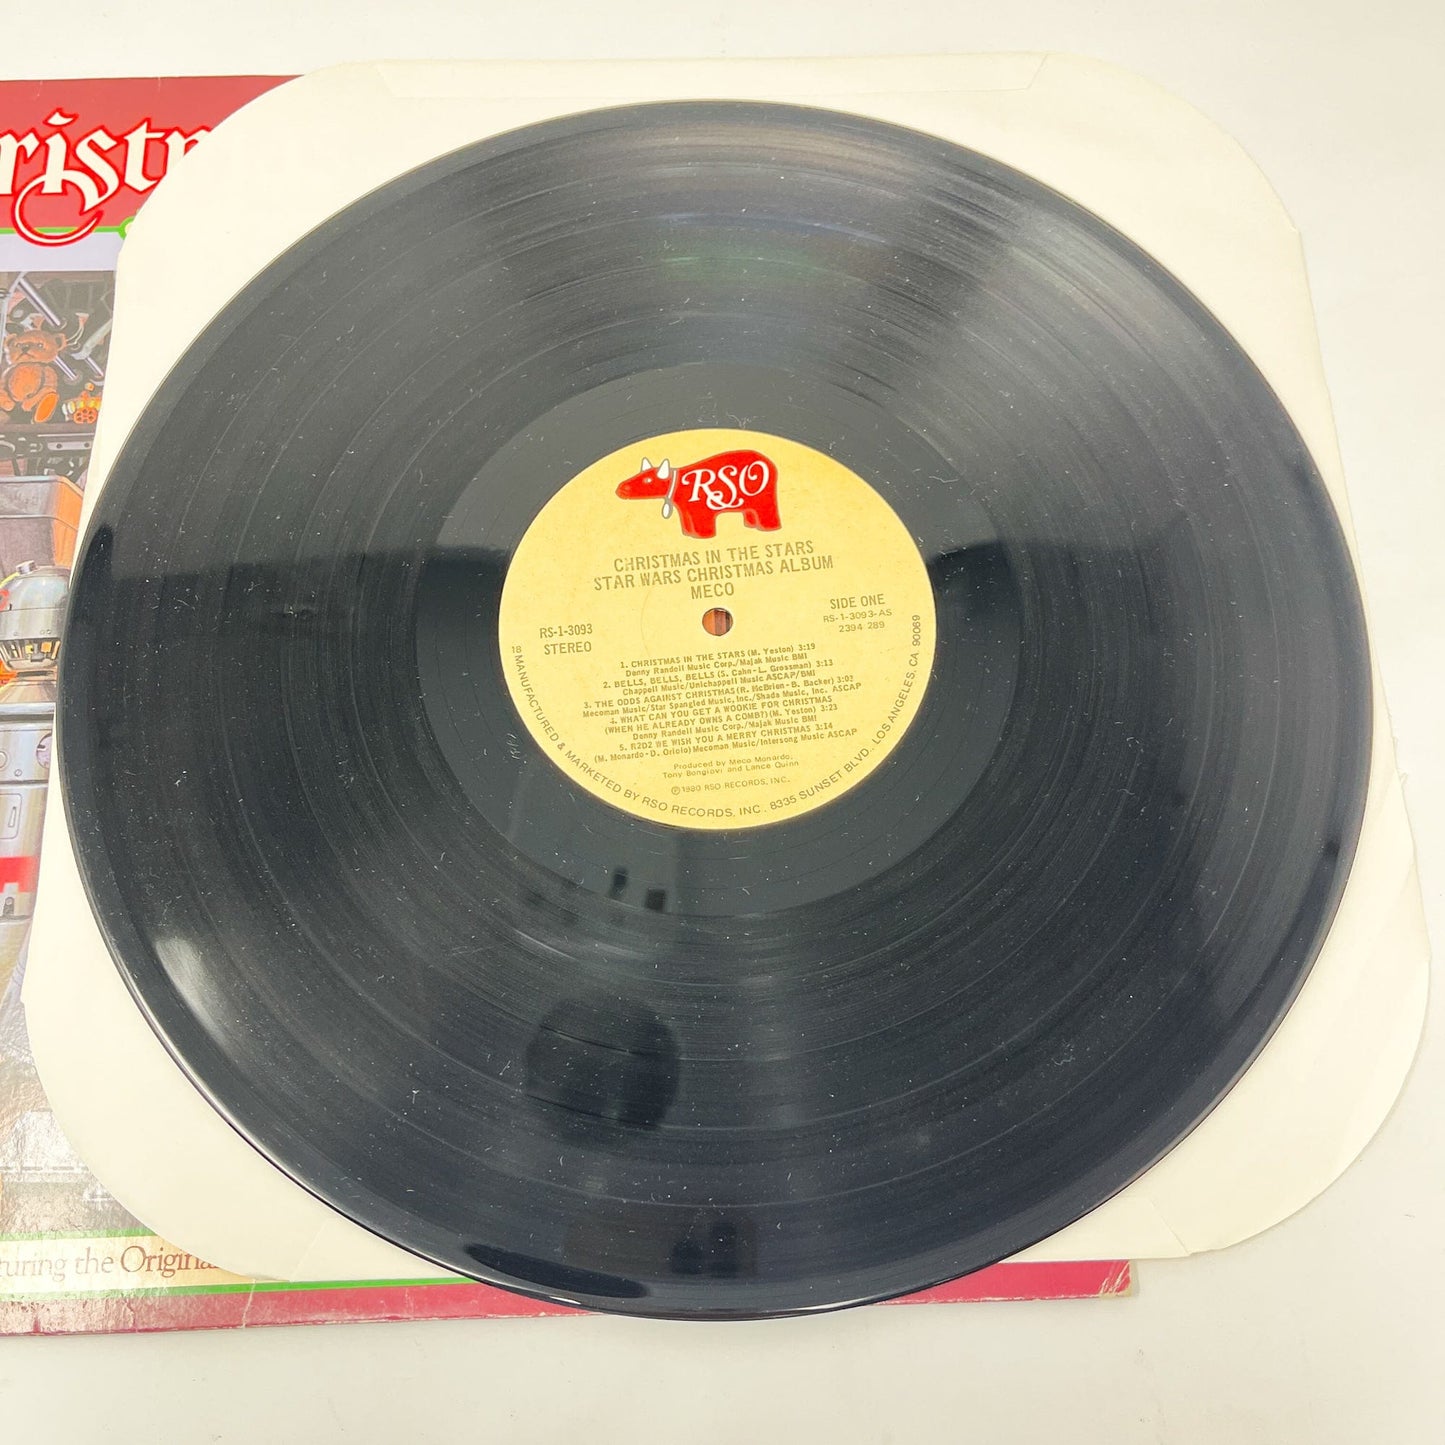 ristm
RSO
CHRISTMAS IN THE STARS
STAR WARS CHRISTMAS ALBUM
MECO
RS-1-3093
STEREO
SIDE ONE
RS-1-3093-AS
2394 289
1. CHRISTMAS IN THE STARS (M. Yeston) 3:19
Denny Randell Music Corp./Majak Music BMI
2. BELLS, BELLS, BELLS (S. Cahn-L. Grossman) 3:13
Chappell Music/Unichappell Music ASCAP/BMI
3. THE ODDS AGAINST CHRISTMAS (R. McBrien-B. Backer) 3:02
Mecoman Music/Star Spangled Music, Inc./Shada Music, Inc. ASCAP
4. WHAT CAN YOU GET A WOOKIE FOR CHRISTMAS
(WHEN HE ALREADY OWNS A COMB?) (M. Yeston) 3:23
Denny Randell Music Corp./Majak Music BMI
5. R2D2 WE WISH YOU A MERRY CHRISTMAS 3:14
(M. Monardo-D. Oriolo) Mecoman Music/Intersong Music ASCAP
Produced by Meco Monardo,
Tony Bongiovi and Lance Quinn
Ⓟ1980 RSO RECORDS, INC.
18 MANUFACTURED & MARKETED BY RSO RECORDS, INC. 8335 SUNSET BLVD., LOS ANGELES, CA. 90069
turing the Origina